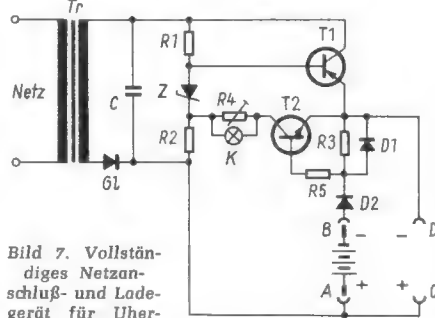 Tr
R1
T1
Netz
C
Z
R4
T2
R2
K
R3
D1
Gl
R5
D2
B
D
− −
A
+ +
C
Bild 7. Vollstän-
diges Netzan-
schluß- und Lade-
gerät für Uher-